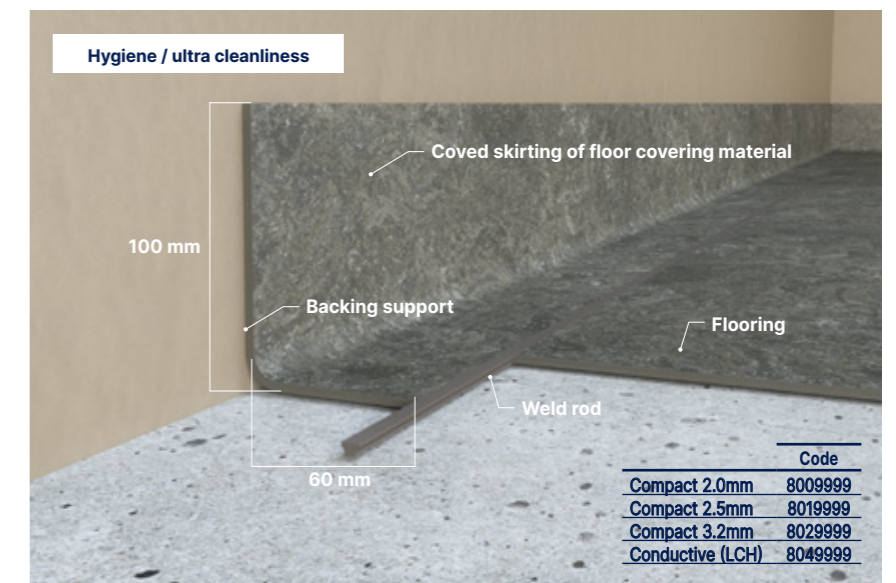 Hygiene / ultra cleanliness
Coved skirting of floor covering material
100 mm
Backing support
Flooring
Weld rod
60 mm
Code
Compact 2.0mm 8009999
Compact 2.5mm 8019999
Compact 3.2mm 8029999
Conductive (LCH) 8049999